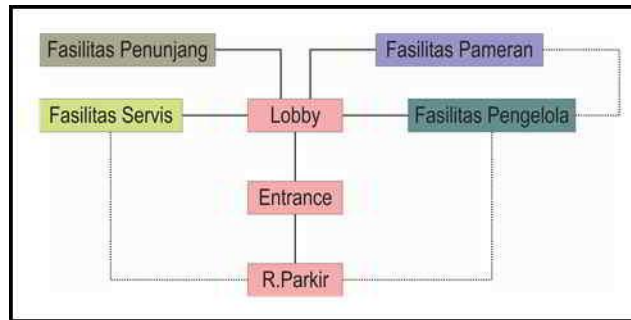 Fasilitas Penunjang
Fasilitas Pameran
Fasilitas Servis
Lobby
Fasilitas Pengelola
Entrance
R.Parkir